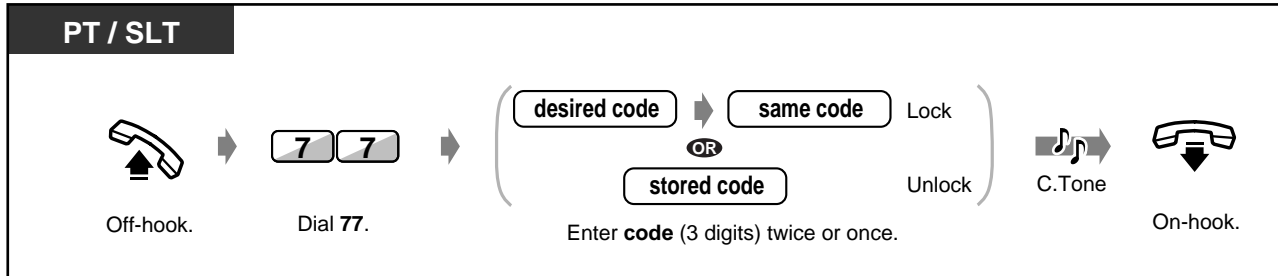 PT / SLT
desired code same code Lock
OR
7 7
stored code Unlock
C.Tone
Off-hook. Dial 77. Enter code (3 digits) twice or once. On-hook.